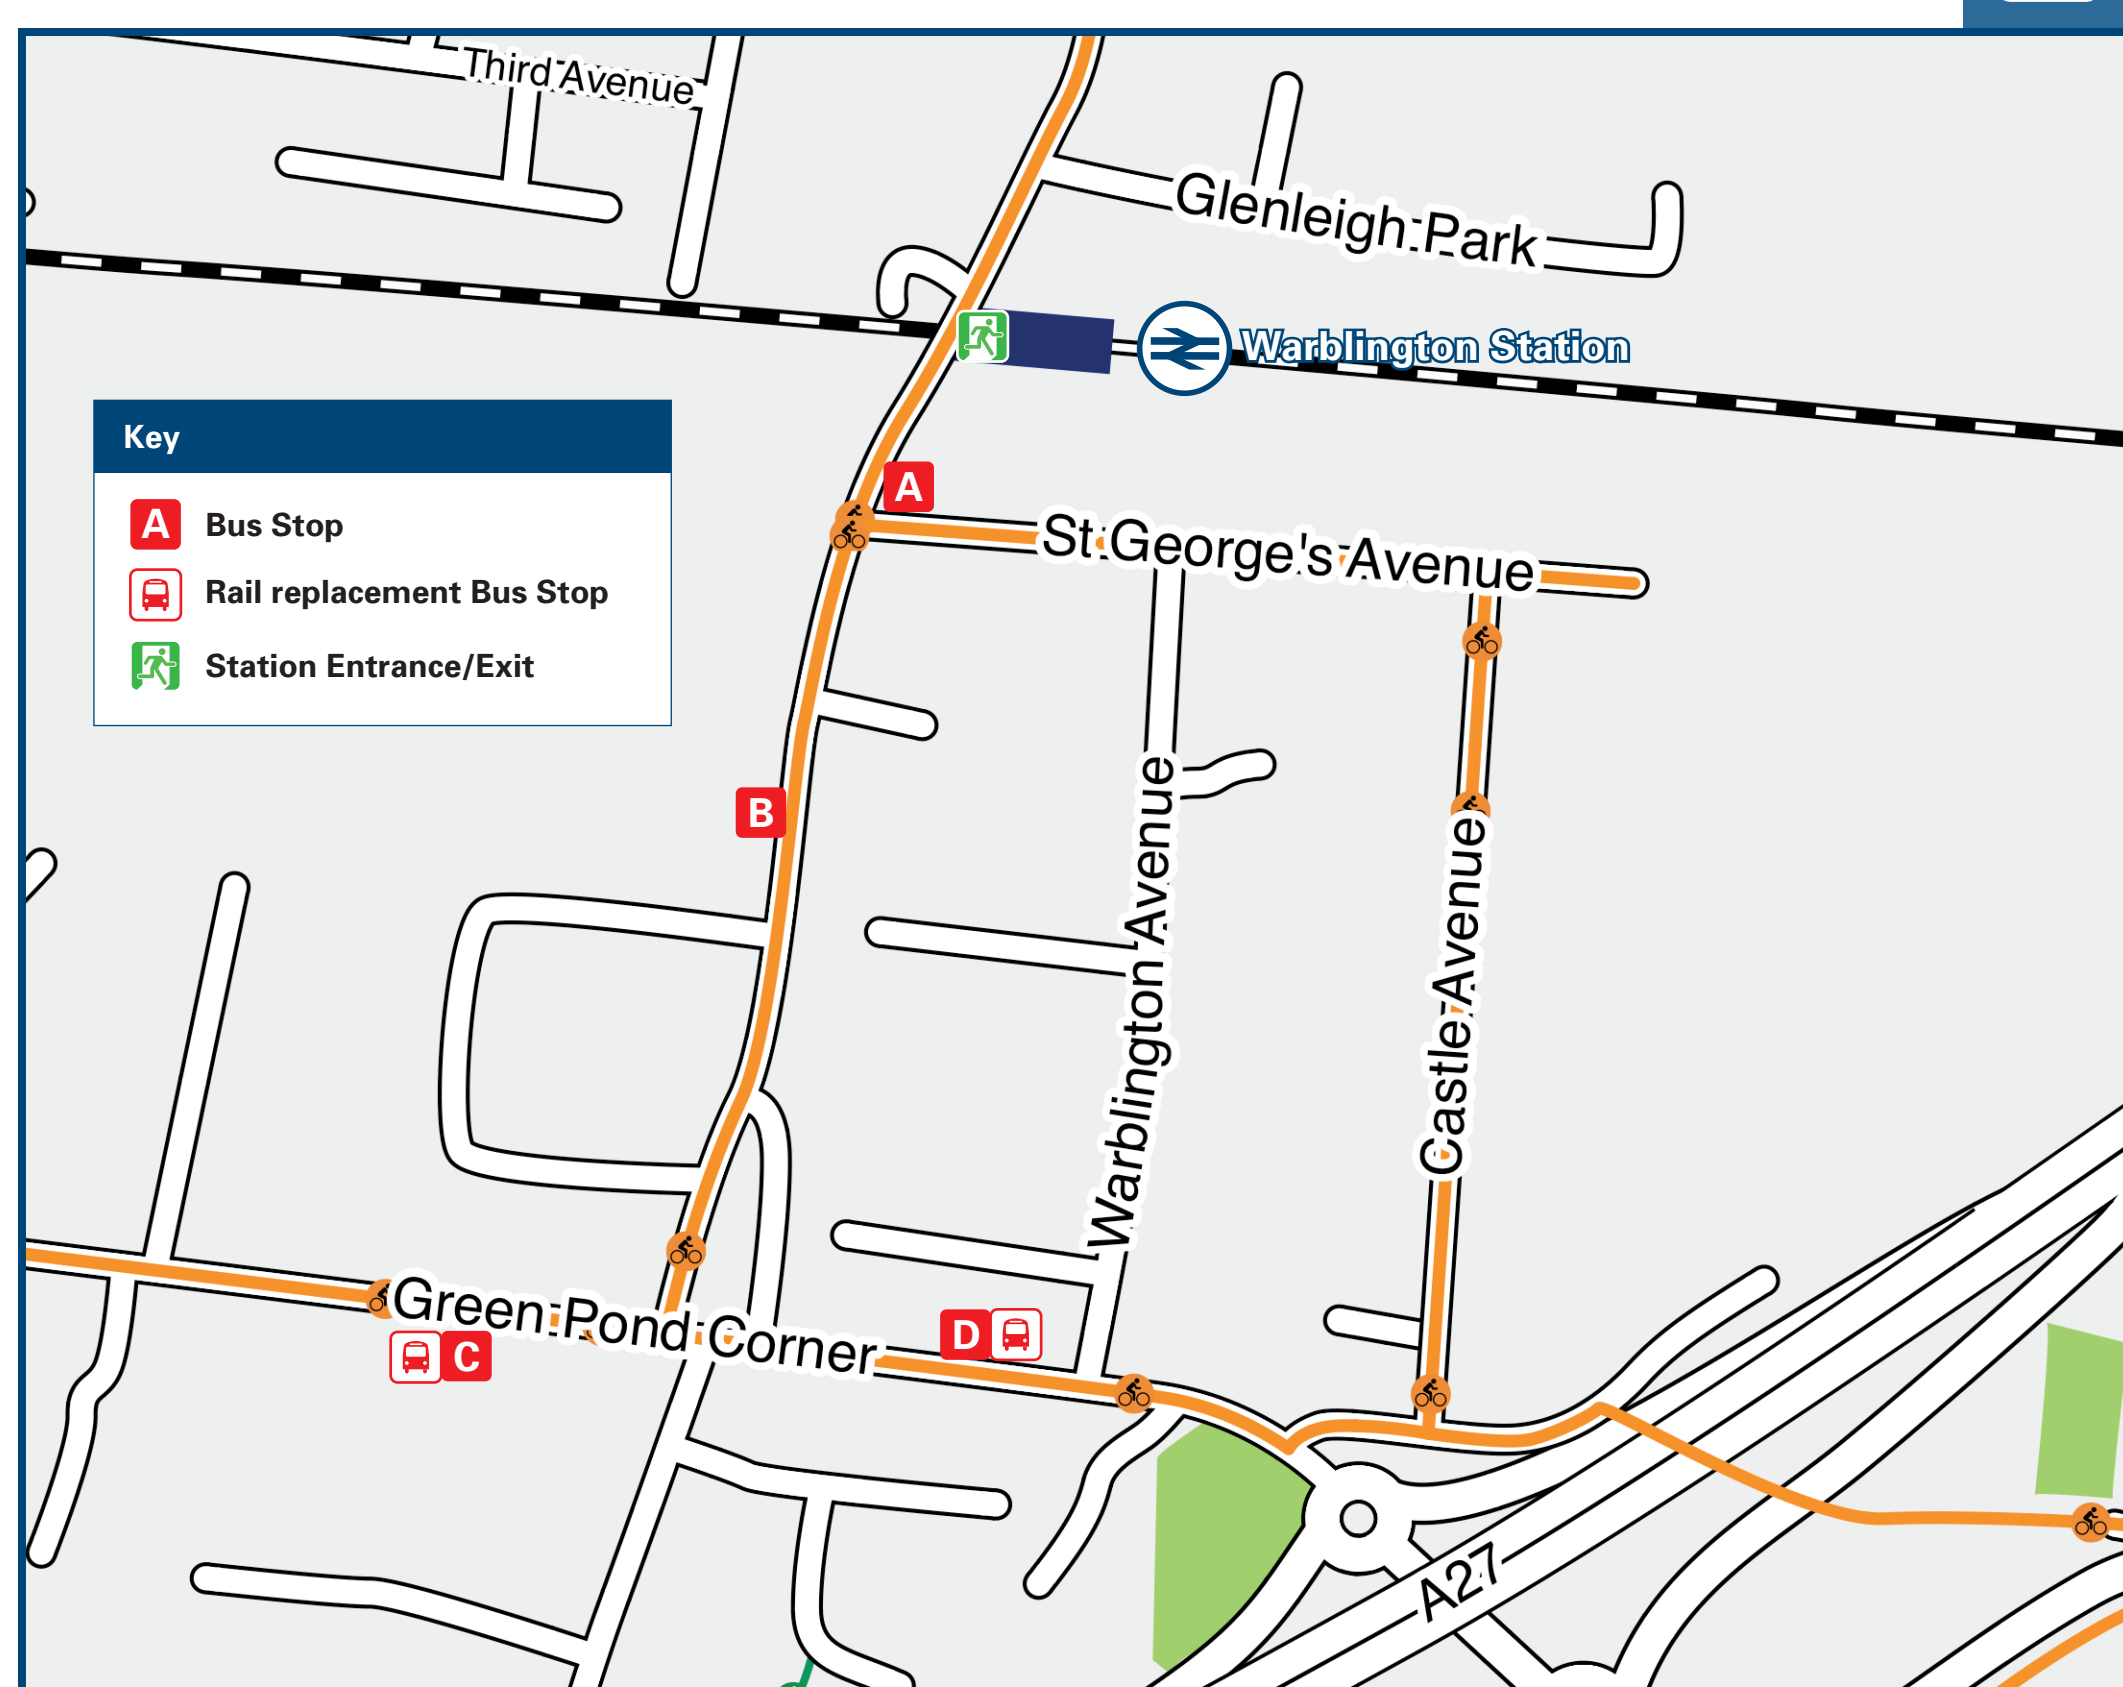 Third Avenue
Glenleigh Park
Warblington Station
Key
A Bus Stop
Rail replacement Bus Stop
Station Entrance/Exit
A
St George's Avenue
B
Warblington Avenue
Castle Avenue
Green Pond Corner
D
C
A27